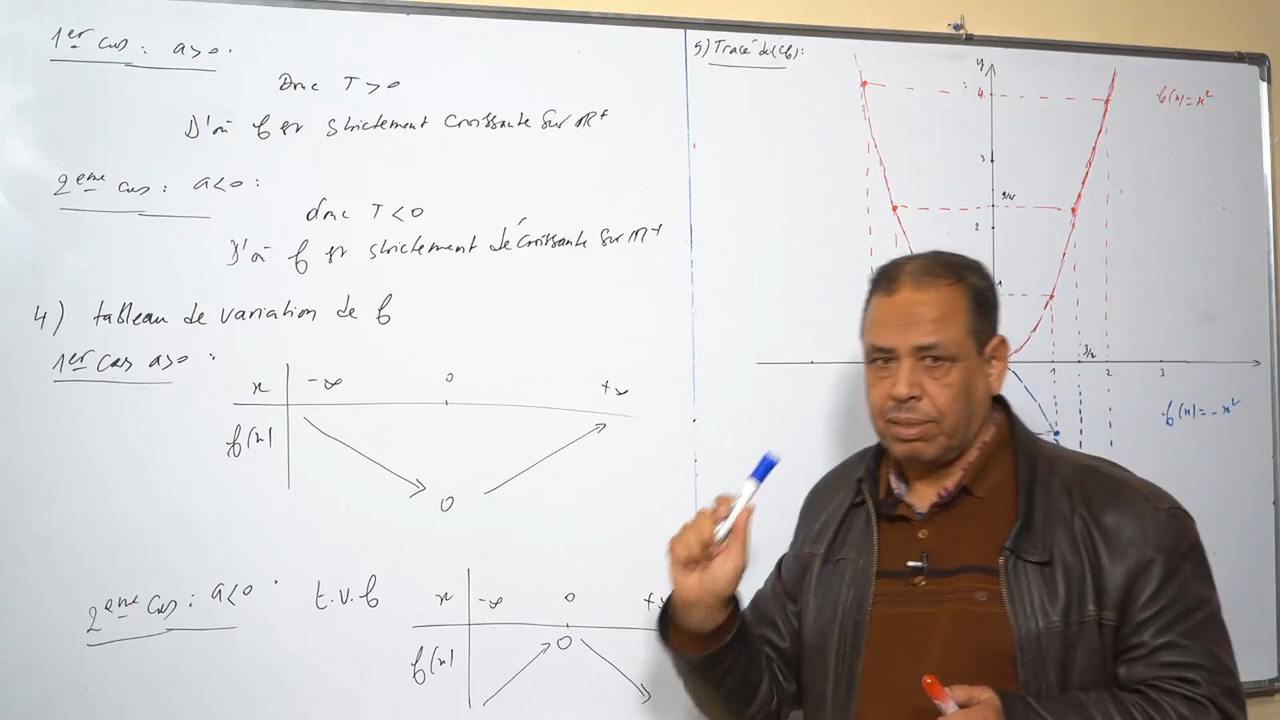 1er cas : a>0.
Donc T>0
D'où f est strictement croissante sur IR+
2eme cas : a<0 :
donc T<0
D'où f est strictement décroissante sur IR+
4) tableau de variation de f
1er cas a>0 :
x -∞ 0 +∞
f(x)
0
2eme cas : a<0 : t.v.f
x -∞ 0 +∞
f(x) 0
5) Tracé de (Cf) :
y
4
f(x)=x²
3
9/4
2
1
3/2
1 2 3
f(x)=-x²